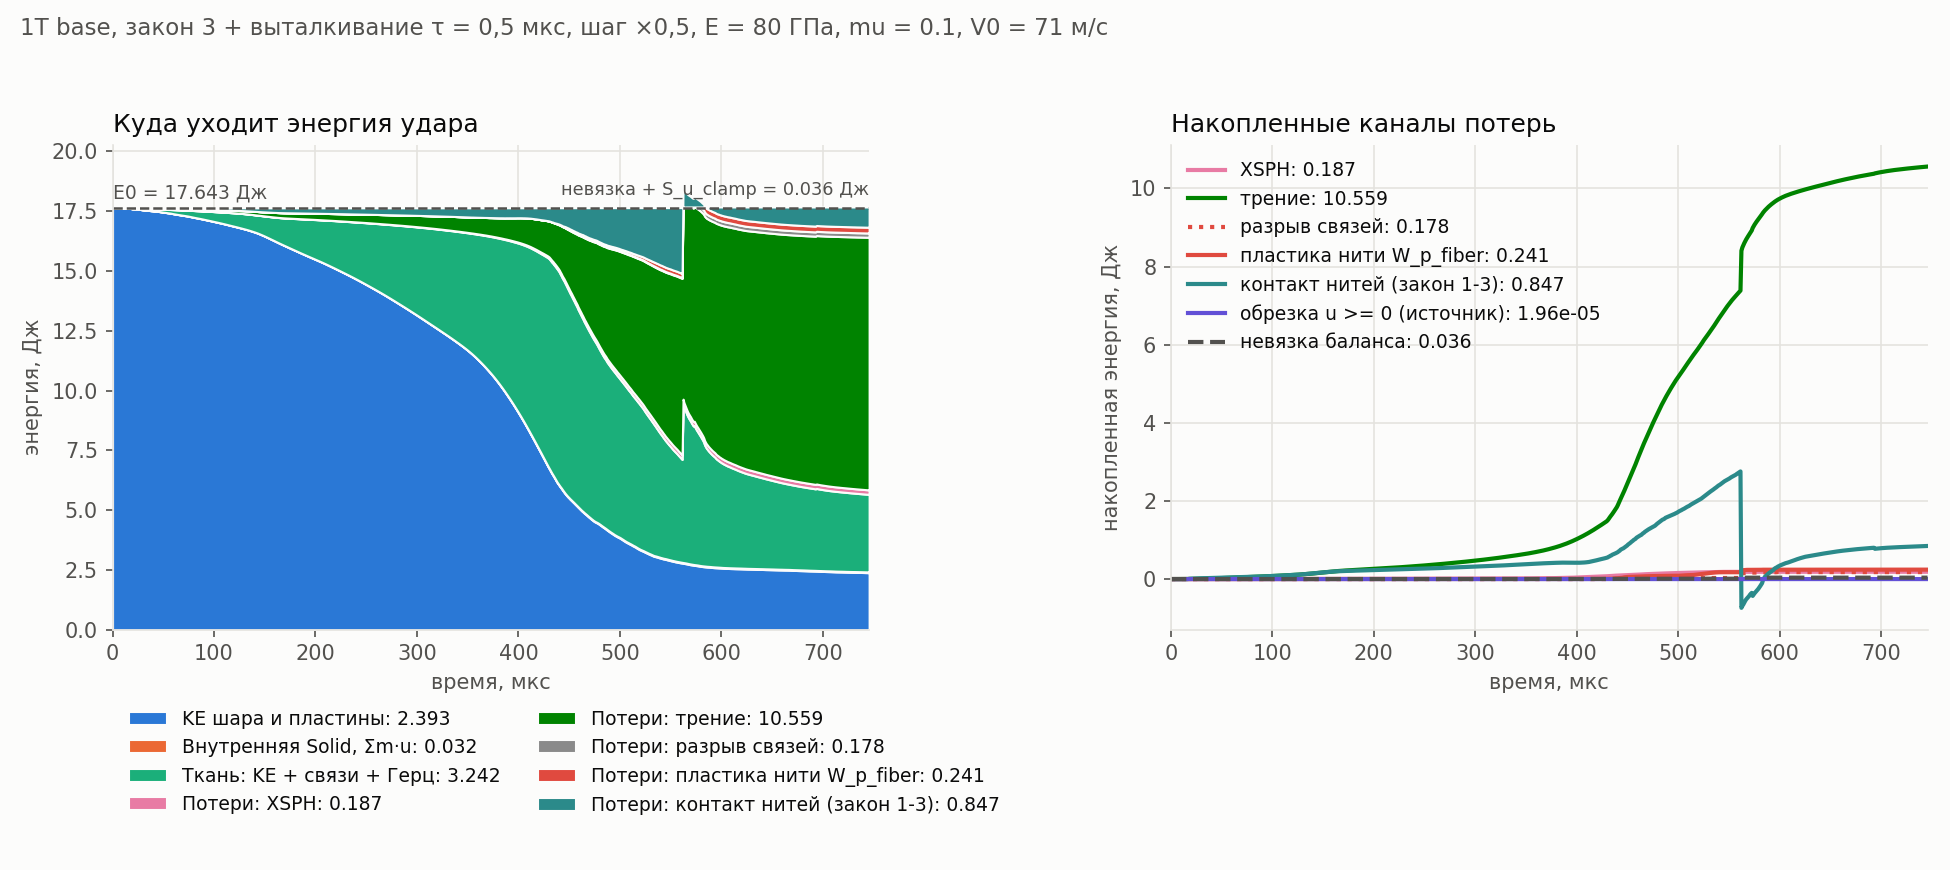 1T base, закон 3 + выталкивание τ = 0,5 мкс, шаг ×0,5, E = 80 ГПа, mu = 0.1, V0 = 71 м/с
Куда уходит энергия удара
E0 = 17.643 Дж
невязка + S_u_clamp = 0.036 Дж
энергия, Дж
20.0
17.5
15.0
12.5
10.0
7.5
5.0
2.5
0.0
0 100 200 300 400 500 600 700
время, мкс
KE шара и пластины: 2.393
Внутренняя Solid, Σm·u: 0.032
Ткань: KE + связи + Герц: 3.242
Потери: XSPH: 0.187
Потери: трение: 10.559
Потери: разрыв связей: 0.178
Потери: пластика нити W_p_fiber: 0.241
Потери: контакт нитей (закон 1-3): 0.847
Накопленные каналы потерь
XSPH: 0.187
трение: 10.559
разрыв связей: 0.178
пластика нити W_p_fiber: 0.241
контакт нитей (закон 1-3): 0.847
обрезка u >= 0 (источник): 1.96e-05
невязка баланса: 0.036
накопленная энергия, Дж
10
8
6
4
2
0
0 100 200 300 400 500 600 700
время, мкс